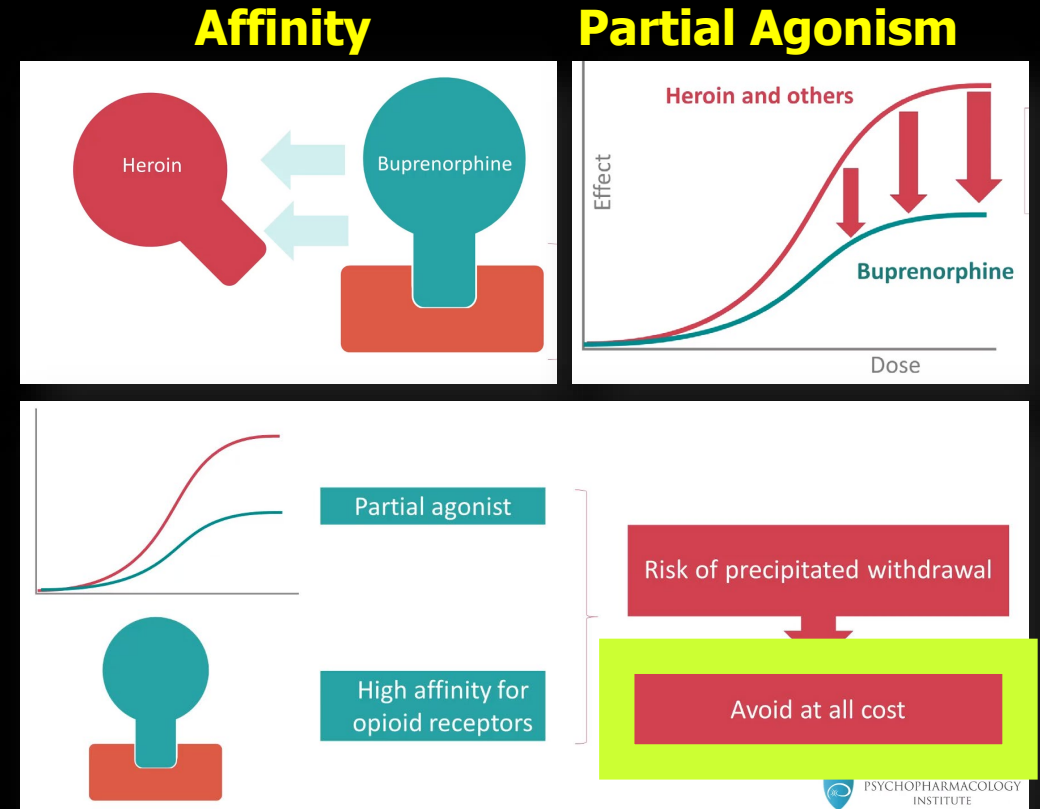 Affinity
Partial Agonism
Heroin
Buprenorphine
Effect
Heroin and others
Buprenorphine
Dose
Partial agonist
High affinity for
opioid receptors
Risk of precipitated withdrawal
Avoid at all cost
PSYCHOPHARMACOLOGY
INSTITUTE